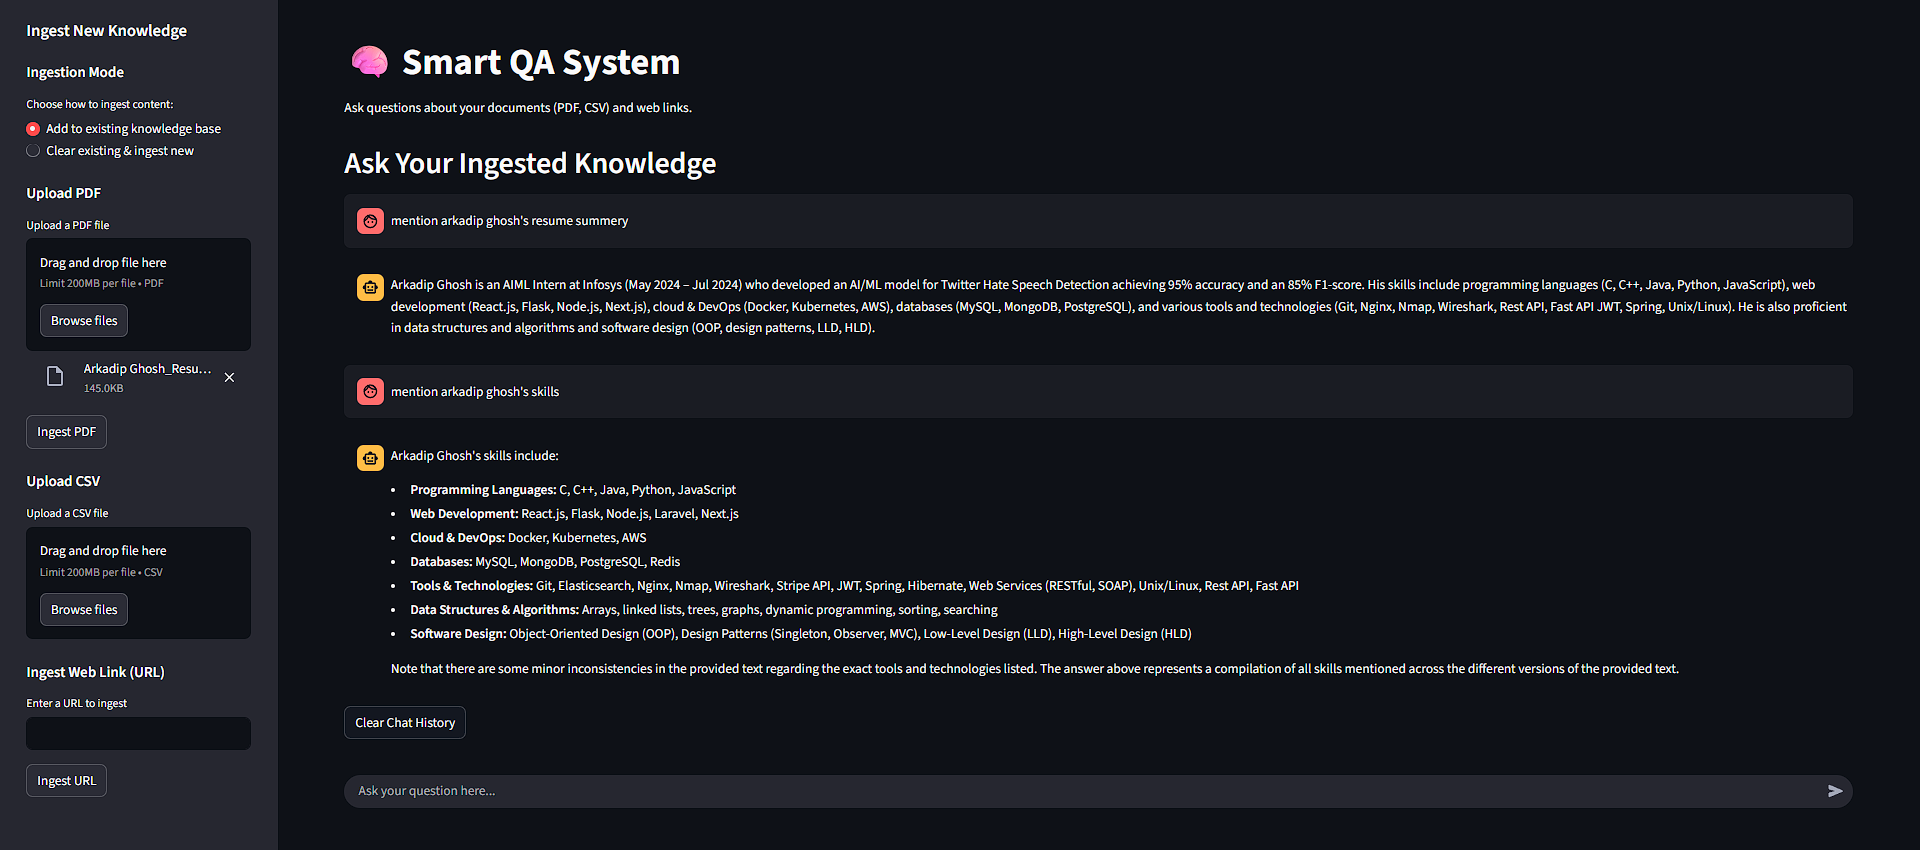 Ingest New Knowledge
Ingestion Mode
Choose how to ingest content:
Add to existing knowledge base
Clear existing & ingest new
Upload PDF
Upload a PDF file
Drag and drop file here
Limit 200MB per file • PDF
Browse files
Arkadip Ghosh_Resu...
145.0KB
Ingest PDF
Upload CSV
Upload a CSV file
Drag and drop file here
Limit 200MB per file • CSV
Browse files
Ingest Web Link (URL)
Enter a URL to ingest
Ingest URL
Smart QA System
Ask questions about your documents (PDF, CSV) and web links.
Ask Your Ingested Knowledge
mention arkadip ghosh's resume summery
Arkadip Ghosh is an AIML Intern at Infosys (May 2024 – Jul 2024) who developed an AI/ML model for Twitter Hate Speech Detection achieving 95% accuracy and an 85% F1-score. His skills include programming languages (C, C++, Java, Python, JavaScript), web
development (React.js, Flask, Node.js, Next.js), cloud & DevOps (Docker, Kubernetes, AWS), databases (MySQL, MongoDB, PostgreSQL), and various tools and technologies (Git, Nginx, Nmap, Wireshark, Rest API, Fast API JWT, Spring, Unix/Linux). He is also proficient
in data structures and algorithms and software design (OOP, design patterns, LLD, HLD).
mention arkadip ghosh's skills
Arkadip Ghosh's skills include:
• Programming Languages: C, C++, Java, Python, JavaScript
• Web Development: React.js, Flask, Node.js, Laravel, Next.js
• Cloud & DevOps: Docker, Kubernetes, AWS
• Databases: MySQL, MongoDB, PostgreSQL, Redis
• Tools & Technologies: Git, Elasticsearch, Nginx, Nmap, Wireshark, Stripe API, JWT, Spring, Hibernate, Web Services (RESTful, SOAP), Unix/Linux, Rest API, Fast API
• Data Structures & Algorithms: Arrays, linked lists, trees, graphs, dynamic programming, sorting, searching
• Software Design: Object-Oriented Design (OOP), Design Patterns (Singleton, Observer, MVC), Low-Level Design (LLD), High-Level Design (HLD)
Note that there are some minor inconsistencies in the provided text regarding the exact tools and technologies listed. The answer above represents a compilation of all skills mentioned across the different versions of the provided text.
Clear Chat History
Ask your question here...